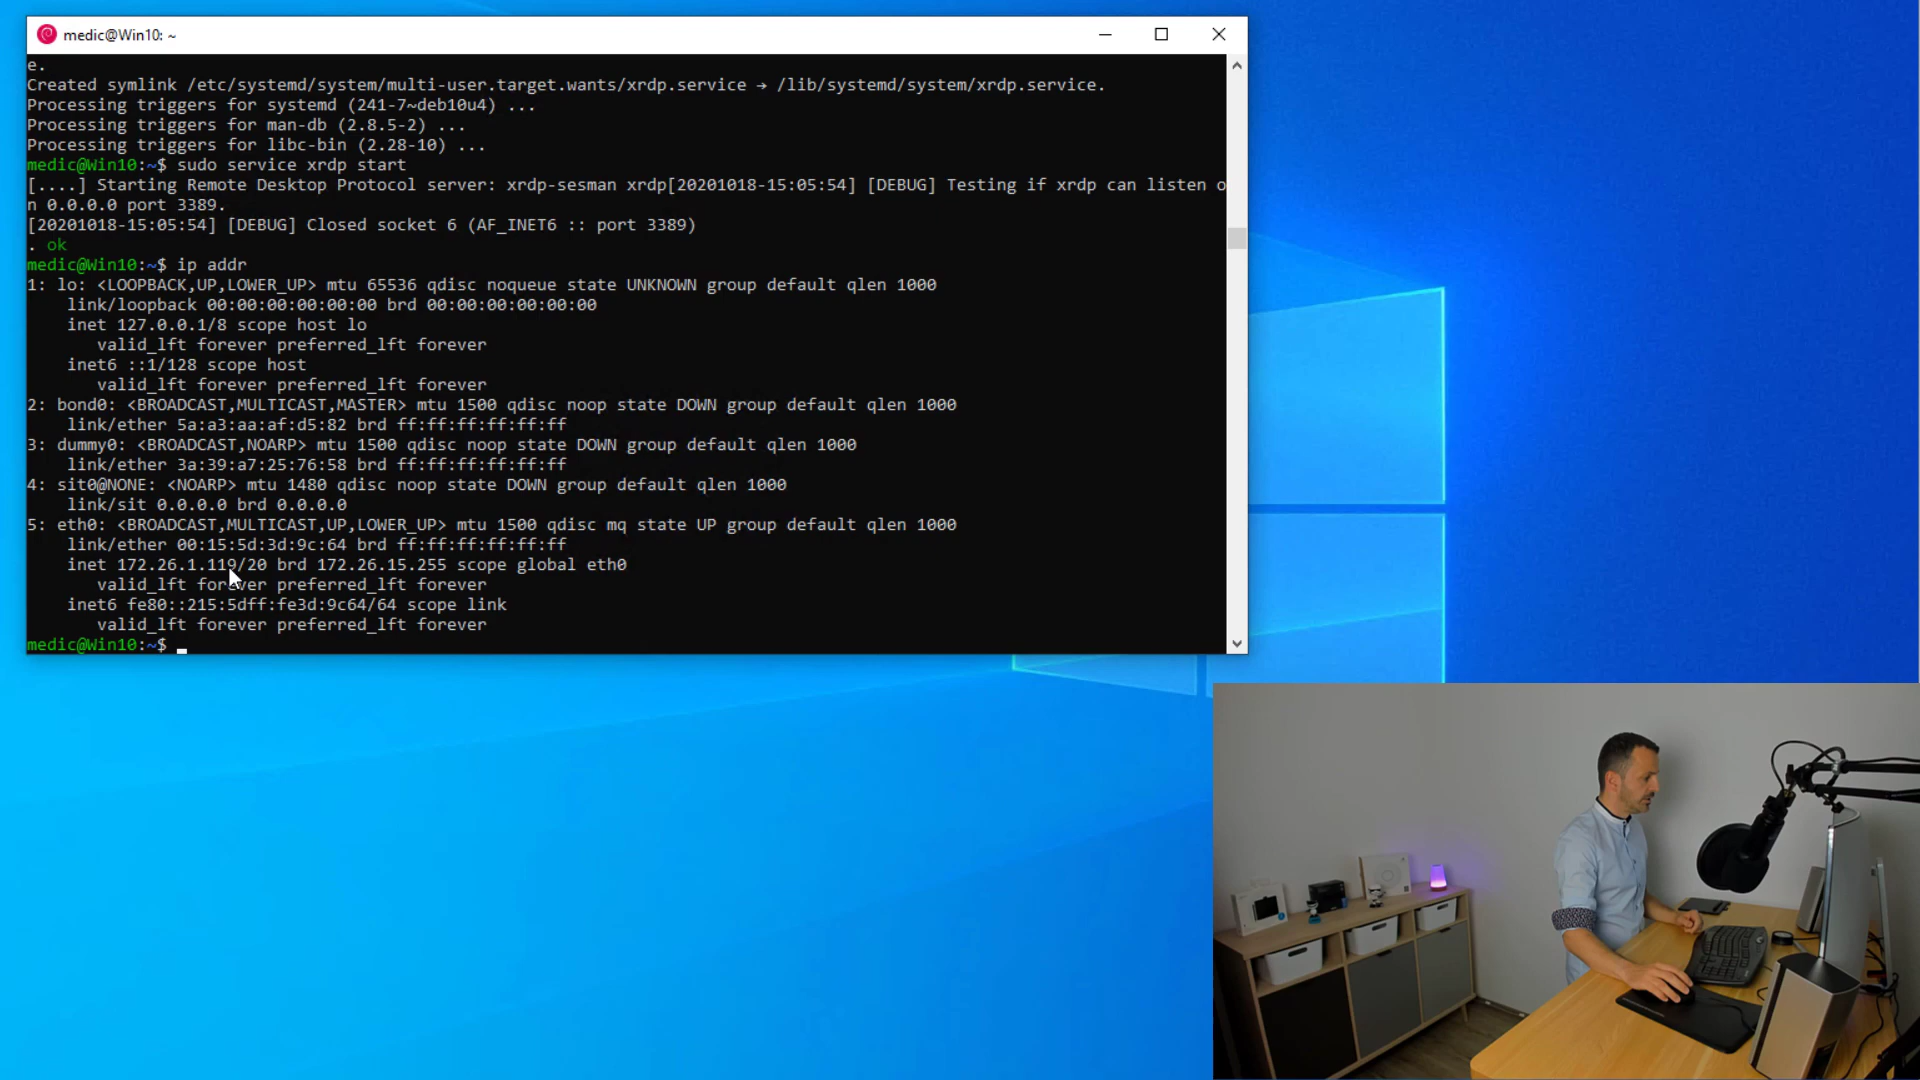 medic@Win10: ~
e.
Created symlink /etc/systemd/system/multi-user.target.wants/xrdp.service → /lib/systemd/system/xrdp.service.
Processing triggers for systemd (241-7~deb10u4) ...
Processing triggers for man-db (2.8.5-2) ...
Processing triggers for libc-bin (2.28-10) ...
medic@Win10:~$ sudo service xrdp start
[....] Starting Remote Desktop Protocol server: xrdp-sesman xrdp[20201018-15:05:54] [DEBUG] Testing if xrdp can listen o
n 0.0.0.0 port 3389.
[20201018-15:05:54] [DEBUG] Closed socket 6 (AF_INET6 :: port 3389)
. ok
medic@Win10:~$ ip addr
1: lo: <LOOPBACK,UP,LOWER_UP> mtu 65536 qdisc noqueue state UNKNOWN group default qlen 1000
link/loopback 00:00:00:00:00:00 brd 00:00:00:00:00:00
inet 127.0.0.1/8 scope host lo
valid_lft forever preferred_lft forever
inet6 ::1/128 scope host
valid_lft forever preferred_lft forever
2: bond0: <BROADCAST,MULTICAST,MASTER> mtu 1500 qdisc noop state DOWN group default qlen 1000
link/ether 5a:a3:aa:af:d5:82 brd ff:ff:ff:ff:ff:ff
3: dummy0: <BROADCAST,NOARP> mtu 1500 qdisc noop state DOWN group default qlen 1000
link/ether 3a:39:a7:25:76:58 brd ff:ff:ff:ff:ff:ff
4: sit0@NONE: <NOARP> mtu 1480 qdisc noop state DOWN group default qlen 1000
link/sit 0.0.0.0 brd 0.0.0.0
5: eth0: <BROADCAST,MULTICAST,UP,LOWER_UP> mtu 1500 qdisc mq state UP group default qlen 1000
link/ether 00:15:5d:3d:9c:64 brd ff:ff:ff:ff:ff:ff
inet 172.26.1.119/20 brd 172.26.15.255 scope global eth0
valid_lft forever preferred_lft forever
inet6 fe80::215:5dff:fe3d:9c64/64 scope link
valid_lft forever preferred_lft forever
medic@Win10:~$